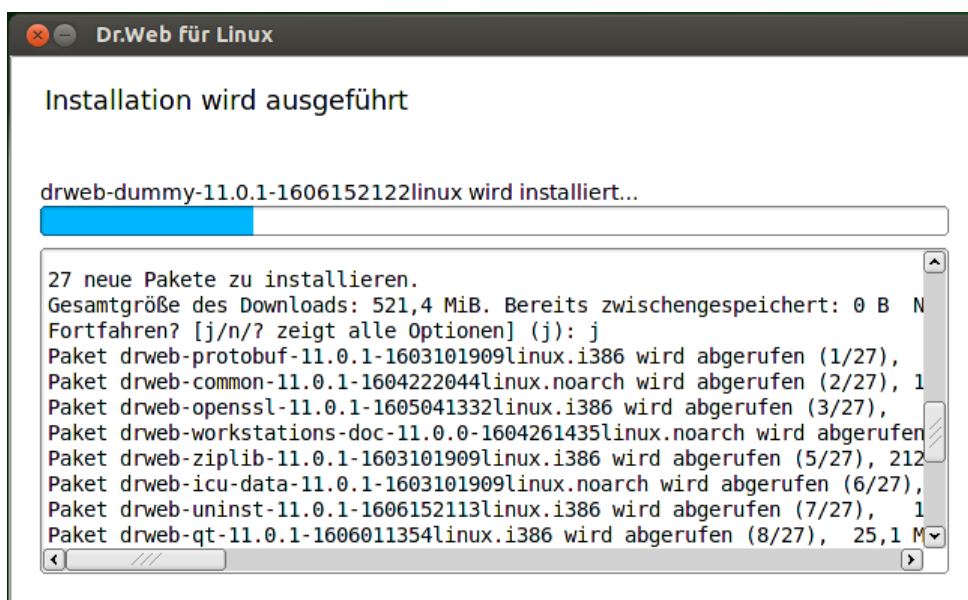 Dr.Web für Linux
Installation wird ausgeführt
drweb-dummy-11.0.1-1606152122linux wird installiert...
27 neue Pakete zu installieren.
Gesamtgröße des Downloads: 521,4 MiB. Bereits zwischengespeichert: 0 B  N
Fortfahren? [j/n/? zeigt alle Optionen] (j): j
Paket drweb-protobuf-11.0.1-1603101909linux.i386 wird abgerufen (1/27),
Paket drweb-common-11.0.1-1604222044linux.noarch wird abgerufen (2/27), 1
Paket drweb-openssl-11.0.1-1605041332linux.i386 wird abgerufen (3/27),
Paket drweb-workstations-doc-11.0.0-1604261435linux.noarch wird abgerufen
Paket drweb-ziplib-11.0.1-1603101909linux.i386 wird abgerufen (5/27), 212
Paket drweb-icu-data-11.0.1-1603101909linux.noarch wird abgerufen (6/27),
Paket drweb-uninst-11.0.1-1606152113linux.i386 wird abgerufen (7/27),   1
Paket drweb-qt-11.0.1-1606011354linux.i386 wird abgerufen (8/27),  25,1 M